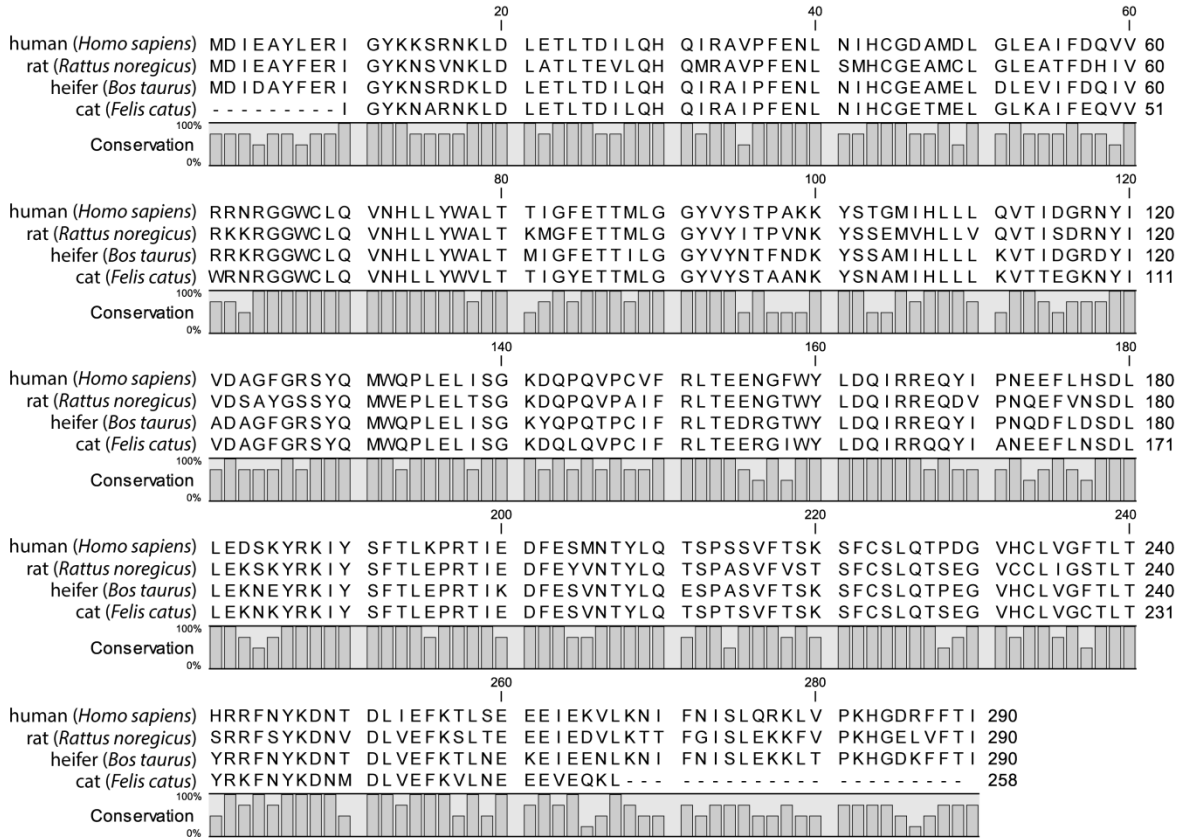 20 40 60
human (Homo sapiens) MDIEAYLERI GYKKSRNKLD LETLTDILQH QIRAVPFENL NIHCGDAMDL GLEAIFDQVV 60
rat (Rattus noregicus) MDIEAYFERI GYKNSVNKLD LATLTEVLQH QMRAVPFENL SMHCGEAMCL GLEATFDHIV 60
heifer (Bos taurus) MDIDAYFERI GYKNSRDKLD LETLTDILQH QIRAIPFENL NIHCGEAMEL DLEVIFDQIV 60
cat (Felis catus) - - - - - - - - - I GYKNARNKLD LETLTDILQH QIRAIPFENL NIHCGETMEL GLKAIFEQVV 51
100%
Conservation
0%
80 100 120
human (Homo sapiens) RRNRGGWCLQ VNHLLYWALT TIGFETTMLG GYVYSTPAKK YSTGMIHLLL QVTIDGRNYI 120
rat (Rattus noregicus) RKKRGGWCLQ VNHLLYWALT KMGFETTMLG GYVYITPVNK YSSEMVHLLV QVTISDRNYI 120
heifer (Bos taurus) RRKRGGWCLQ VNHLLYWALT MIGFETTILG GYVYNTFNDK YSSAMIHLLL KVTIDGRDYI 120
cat (Felis catus) WRNRGGWCLQ VNHLLYWVLT TIGYETTMLG GYVYSTAANK YSNAMIHLLL KVTTEGKNYI 111
100%
Conservation
0%
140 160 180
human (Homo sapiens) VDAGFGRSYQ MWQPLELISG KDQPQVPCVF RLTEENGFWY LDQIRREQYI PNEEFLHSDL 180
rat (Rattus noregicus) VDSAYGSSYQ MWEPLELTSG KDQPQVPAIF RLTEENGTWY LDQIRREQDV PNQEFVNSDL 180
heifer (Bos taurus) ADAGFGRSYQ MWQPLELISG KYQPQTPCIF RLTEDRGTWY LDQIRREQYI PNQDFLDSDL 180
cat (Felis catus) VDAGFGRSYQ MWQPLELISG KDQLQVPCIF RLTEERGIWY LDQIRRQQYI ANEEFLNSDL 171
100%
Conservation
0%
200 220 240
human (Homo sapiens) LEDSKYRKIY SFTLKPRTIE DFESMNTYLQ TSPSSVFTSK SFCSLQTPDG VHCLVGFTLT 240
rat (Rattus noregicus) LEKSKYRKIY SFTLEPRTIE DFEYVNTYLQ TSPASVFVST SFCSLQTSEG VCCLIGSTLT 240
heifer (Bos taurus) LEKNEYRKIY SFTLEPRTIK DFESVNTYLQ ESPASVFTSK SFCSLQTPEG VHCLVGFTLT 240
cat (Felis catus) LEKNKYRKIY SFTLEPRTIE DFESVNTYLQ TSPTSVFTSK SFCSLQTSEG VHCLVGCTLT 231
100%
Conservation
0%
260 280
human (Homo sapiens) HRRFNYKDNT DLIEFKTLSE EEIEKVLKNI FNISLQRKLV PKHGDRFFTI 290
rat (Rattus noregicus) SRRFSYKDNV DLVEFKSLTE EEIEDVLKTT FGISLEKKFV PKHGELVFTI 290
heifer (Bos taurus) YRRFNYKDNT DLVEFKTLNE KEIEENLKNI FNISLEKKLT PKHGDKFFTI 290
cat (Felis catus) YRKFNYKDNM DLVEFKVLNE EEVEQKL- - - - - - - - - - - - - - - - - - - - - - 258
100%
Conservation
0%